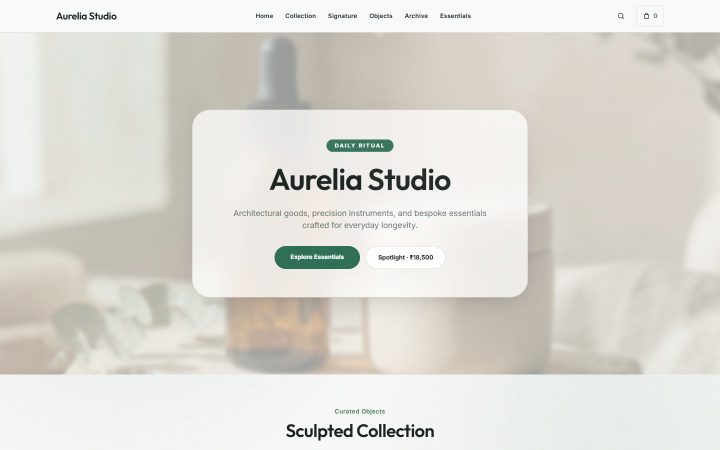 Aurelia Studio
Home
Collection
Signature
Objects
Archive
Essentials
0
DAILY RITUAL
Aurelia Studio
Architectural goods, precision instruments, and bespoke essentials
crafted for everyday longevity.
Explore Essentials
Spotlight · ₹18,500
Curated Objects
Sculpted Collection